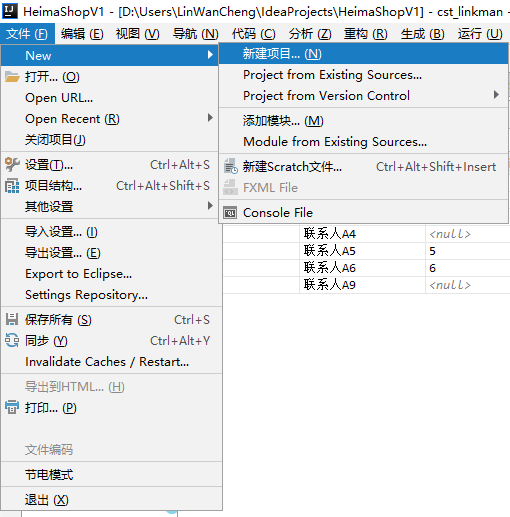 HeimaShopV1 - [D:\Users\LinWanCheng\IdeaProjects\HeimaShopV1] - cst_linkman -
文件 (F) 编辑 (E) 视图 (V) 导航 (N) 代码 (C) 分析 (Z) 重构 (R) 生成 (B) 运行 (U)
New
打开... (O)
Open URL...
Open Recent (R)
关闭项目(J)
设置(T)... Ctrl+Alt+S
项目结构... Ctrl+Alt+Shift+S
其他设置
导入设置... (I)
导出设置... (E)
Export to Eclipse...
Settings Repository...
保存所有 (S) Ctrl+S
同步 (Y) Ctrl+Alt+Y
Invalidate Caches / Restart...
导出到HTML... (H)
打印... (P)
文件编码
节电模式
退出 (X)
新建项目... (N)
Project from Existing Sources...
Project from Version Control
添加模块... (M)
Module from Existing Sources...
新建Scratch文件... Ctrl+Alt+Shift+Insert
FXML File
Console File
联系人A4 <null>
联系人A5 5
联系人A6 6
联系人A9 <null>